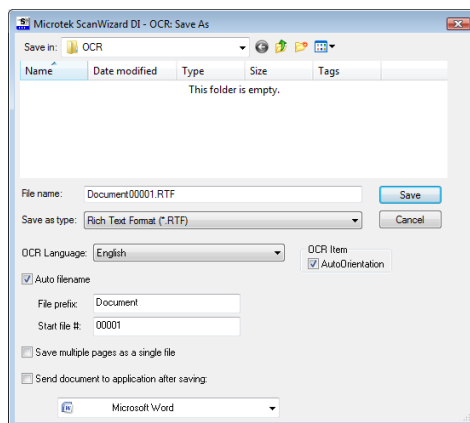 Microtek ScanWizard DI - OCR: Save As
Save in: OCR
Name Date modified Type Size Tags
This folder is empty.
File name: Document00001.RTF Save
Save as type: Rich Text Format (*.RTF) Cancel
OCR Language: English
OCR Item
AutoOrientation
Auto filename
File prefix: Document
Start file #: 00001
Save multiple pages as a single file
Send document to application after saving:
Microsoft Word